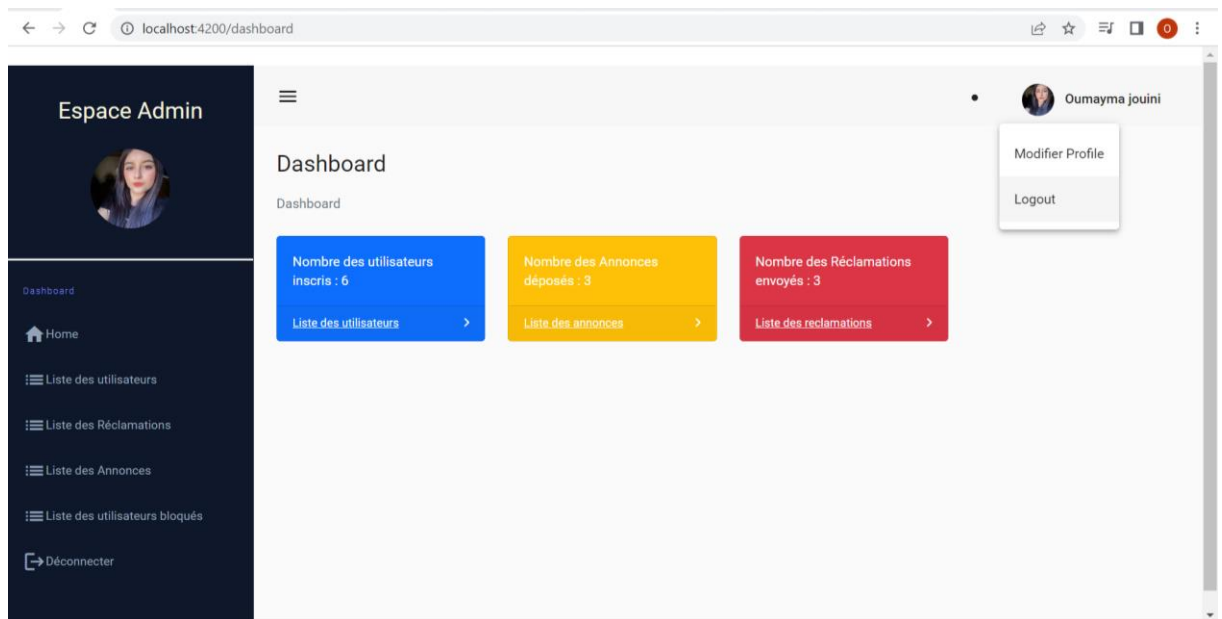 localhost:4200/dashboard
O
Espace Admin
Oumayma jouini
Modifier Profile
Logout
Dashboard
Dashboard
Nombre des utilisateurs
inscris : 6
Liste des utilisateurs
Nombre des Annonces
déposés : 3
Liste des annonces
Nombre des Réclamations
envoyés : 3
Liste des reclamations
Dashboard
Home
Liste des utilisateurs
Liste des Réclamations
Liste des Annonces
Liste des utilisateurs bloqués
Déconnecter